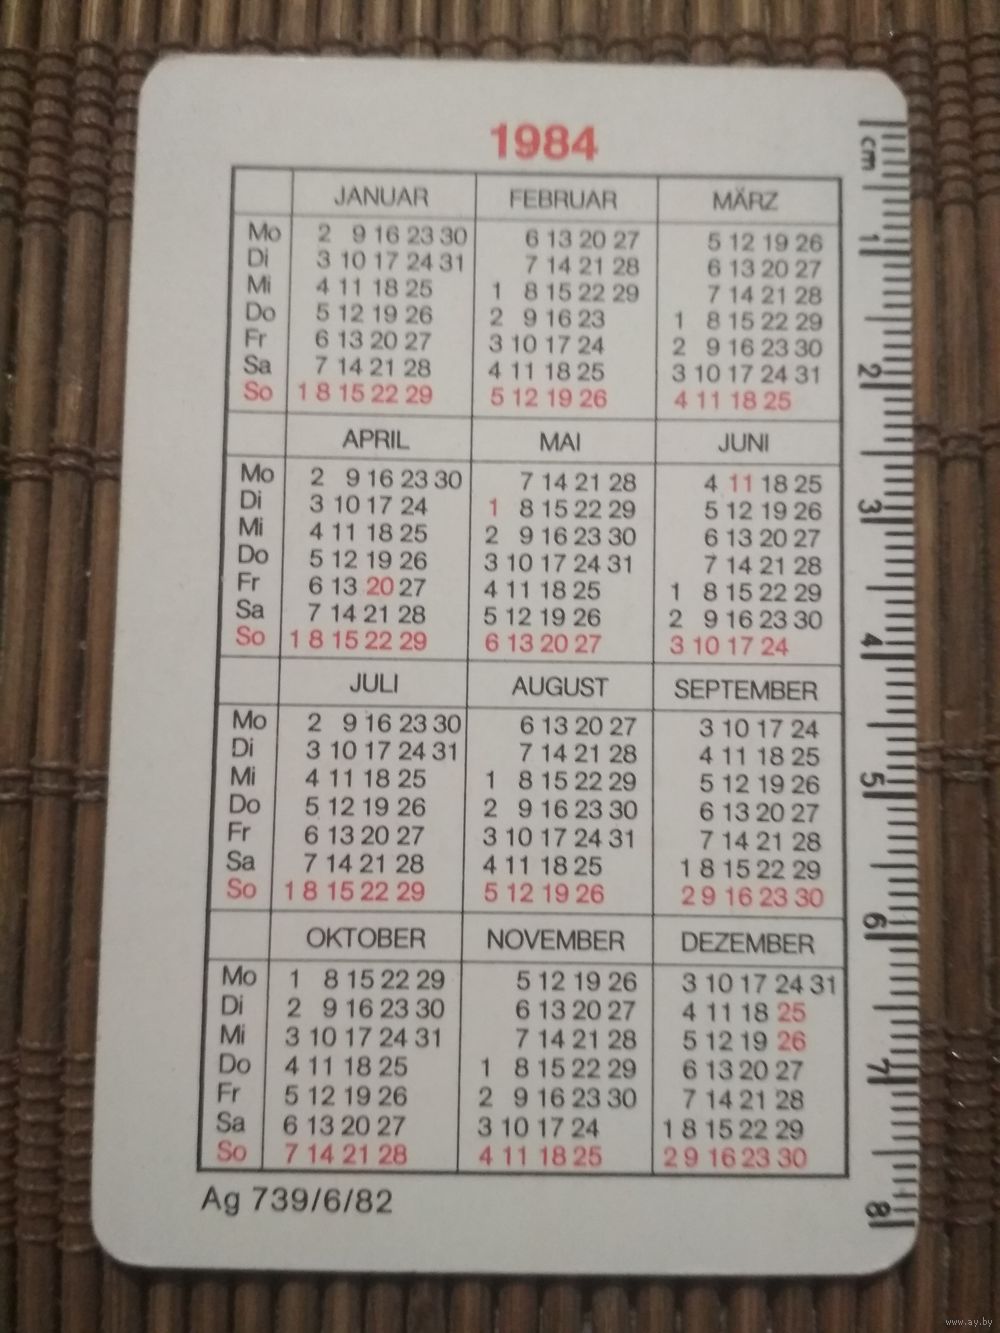 1984
JANUAR FEBRUAR MÄRZ
Mo 2 9 16 23 30 6 13 20 27 5 12 19 26
Di 3 10 17 24 31 7 14 21 28 6 13 20 27
Mi 4 11 18 25 1 8 15 22 29 7 14 21 28
Do 5 12 19 26 2 9 16 23 1 8 15 22 29
Fr 6 13 20 27 3 10 17 24 2 9 16 23 30
Sa 7 14 21 28 4 11 18 25 3 10 17 24 31
So 1 8 15 22 29 5 12 19 26 4 11 18 25
APRIL MAI JUNI
Mo 2 9 16 23 30 7 14 21 28 4 11 18 25
Di 3 10 17 24 1 8 15 22 29 5 12 19 26
Mi 4 11 18 25 2 9 16 23 30 6 13 20 27
Do 5 12 19 26 3 10 17 24 31 7 14 21 28
Fr 6 13 20 27 4 11 18 25 1 8 15 22 29
Sa 7 14 21 28 5 12 19 26 2 9 16 23 30
So 1 8 15 22 29 6 13 20 27 3 10 17 24
JULI AUGUST SEPTEMBER
Mo 2 9 16 23 30 6 13 20 27 3 10 17 24
Di 3 10 17 24 31 7 14 21 28 4 11 18 25
Mi 4 11 18 25 1 8 15 22 29 5 12 19 26
Do 5 12 19 26 2 9 16 23 30 6 13 20 27
Fr 6 13 20 27 3 10 17 24 31 7 14 21 28
Sa 7 14 21 28 4 11 18 25 1 8 15 22 29
So 1 8 15 22 29 5 12 19 26 2 9 16 23 30
OKTOBER NOVEMBER DEZEMBER
Mo 1 8 15 22 29 5 12 19 26 3 10 17 24 31
Di 2 9 16 23 30 6 13 20 27 4 11 18 25
Mi 3 10 17 24 31 7 14 21 28 5 12 19 26
Do 4 11 18 25 1 8 15 22 29 6 13 20 27
Fr 5 12 19 26 2 9 16 23 30 7 14 21 28
Sa 6 13 20 27 3 10 17 24 1 8 15 22 29
So 7 14 21 28 4 11 18 25 2 9 16 23 30
Ag 739/6/82
cm 1 2 3 4 5 6 7 8
www.ay.by